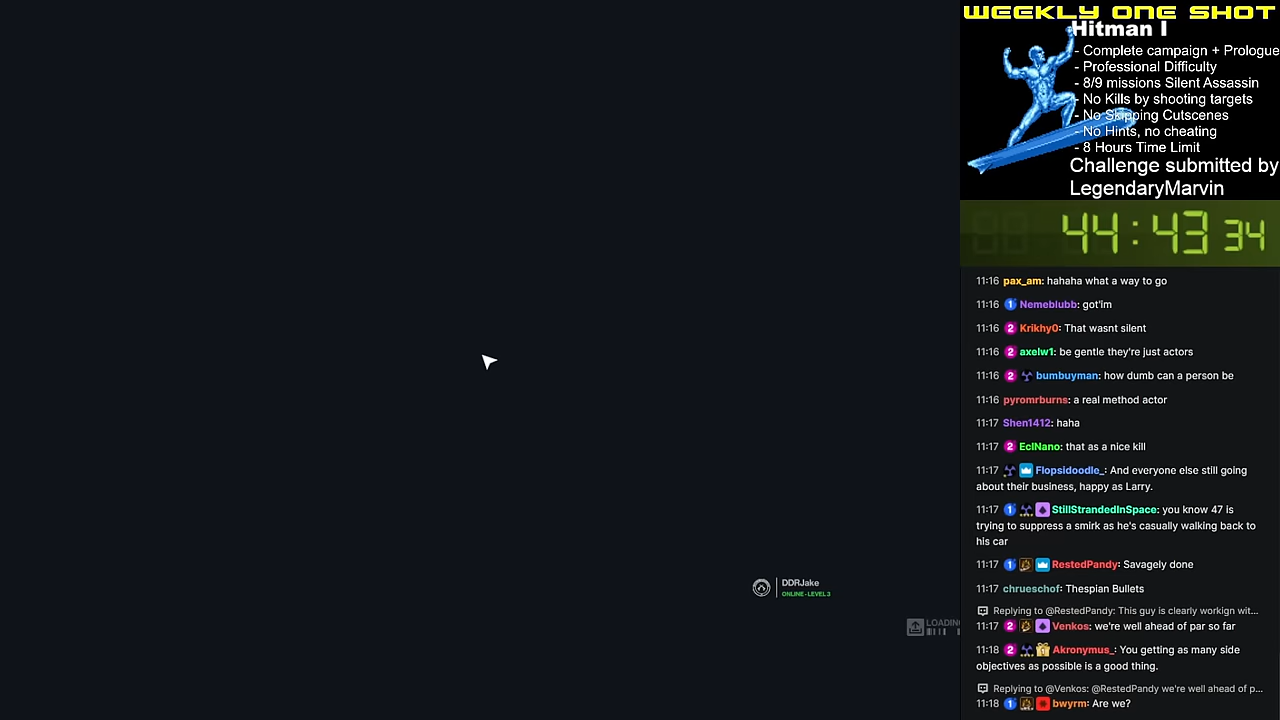 WEEKLY ONE SHOT
Hitman I
- Complete campaign + Prologue
- Professional Difficulty
- 8/9 missions Silent Assassin
- No Kills by shooting targets
- No Skipping Cutscenes
- No Hints, no cheating
- 8 Hours Time Limit
Challenge submitted by
LegendaryMarvin
44:43 34
11:16 pax_am: hahaha what a way to go
11:16 1 Nemeblubb: got'im
11:16 2 Krikhy0: That wasnt silent
11:16 2 axelw1: be gentle they're just actors
11:16 2 bumbuyman: how dumb can a person be
11:16 pyromrburns: a real method actor
11:17 Shen1412: haha
11:17 2 EclNano: that as a nice kill
11:17 Flopsidoodle_: And everyone else still going
about their business, happy as Larry.
11:17 1 StillStrandedInSpace: you know 47 is
trying to suppress a smirk as he's casually walking back to
his car
11:17 1 RestedPandy: Savagely done
11:17 chrueschof: Thespian Bullets
Replying to @RestedPandy: This guy is clearly workign wit...
11:17 2 Venkos: we're well ahead of par so far
11:18 2 Akronymus_: You getting as many side
objectives as possible is a good thing.
Replying to @Venkos: @RestedPandy we're well ahead of p...
11:18 1 bwyrm: Are we?
DDRJake
ONLINE - LEVEL 3
LOADING